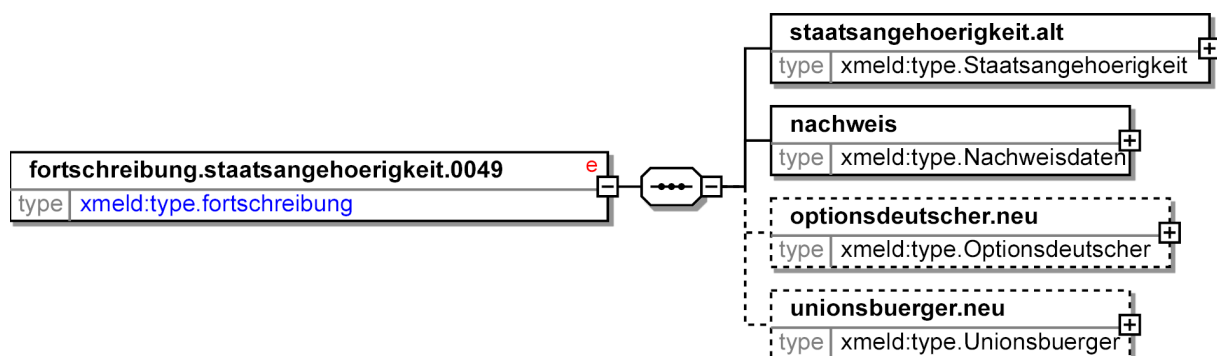 staatsangehoerigkeit.alt
type xmeld:type.Staatsangehoerigkeit
nachweis
type xmeld:type.Nachweisdaten
fortschreibung.staatsangehoerigkeit.0049 e
type xmeld:type.fortschreibung
optionsdeutscher.neu
type xmeld:type.Optionsdeutscher
unionsbuerger.neu
type xmeld:type.Unionsbuerger